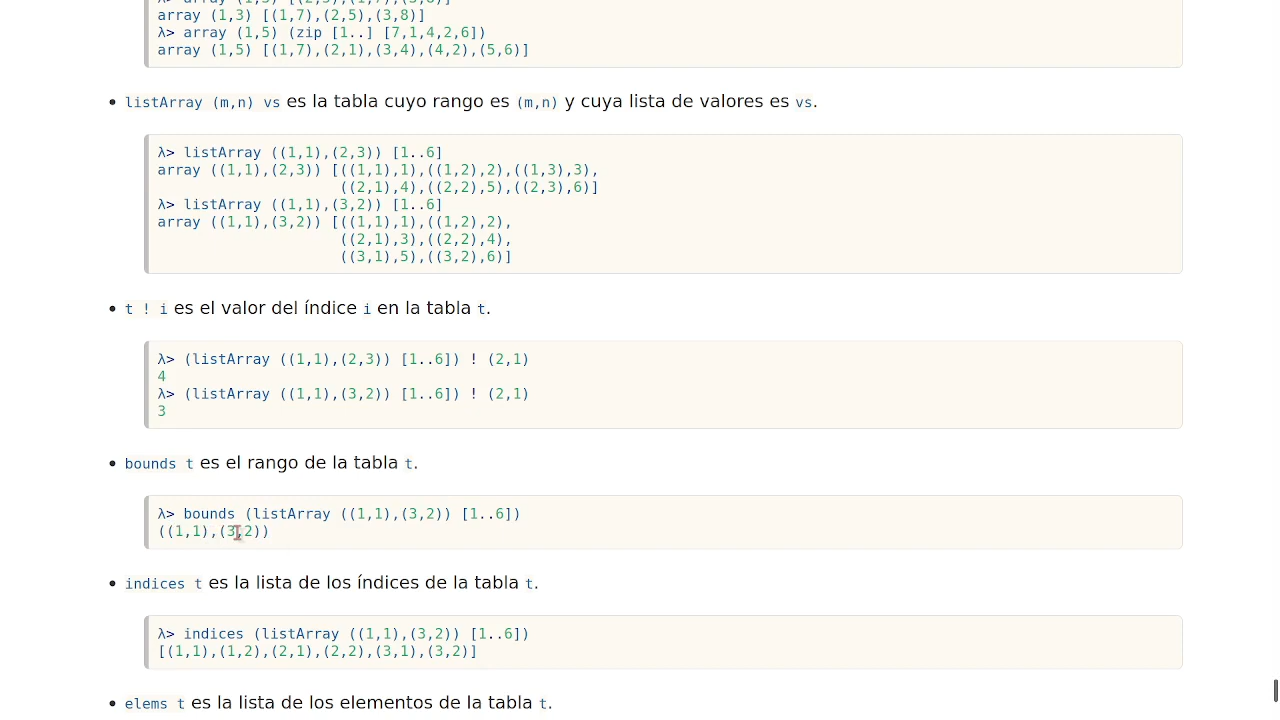 array (1,3) [(1,7),(2,5),(3,8)]
λ> array (1,5) (zip [1..] [7,1,4,2,6])
array (1,5) [(1,7),(2,1),(3,4),(4,2),(5,6)]
• listArray (m,n) vs es la tabla cuyo rango es (m,n) y cuya lista de valores es vs.
λ> listArray ((1,1),(2,3)) [1..6]
array ((1,1),(2,3)) [((1,1),1),((1,2),2),((1,3),3),
((2,1),4),((2,2),5),((2,3),6)]
λ> listArray ((1,1),(3,2)) [1..6]
array ((1,1),(3,2)) [((1,1),1),((1,2),2),
((2,1),3),((2,2),4),
((3,1),5),((3,2),6)]
• t ! i es el valor del índice i en la tabla t.
λ> (listArray ((1,1),(2,3)) [1..6]) ! (2,1)
4
λ> (listArray ((1,1),(3,2)) [1..6]) ! (2,1)
3
• bounds t es el rango de la tabla t.
λ> bounds (listArray ((1,1),(3,2)) [1..6])
((1,1),(3,2))
• indices t es la lista de los índices de la tabla t.
λ> indices (listArray ((1,1),(3,2)) [1..6])
[(1,1),(1,2),(2,1),(2,2),(3,1),(3,2)]
• elems t es la lista de los elementos de la tabla t.